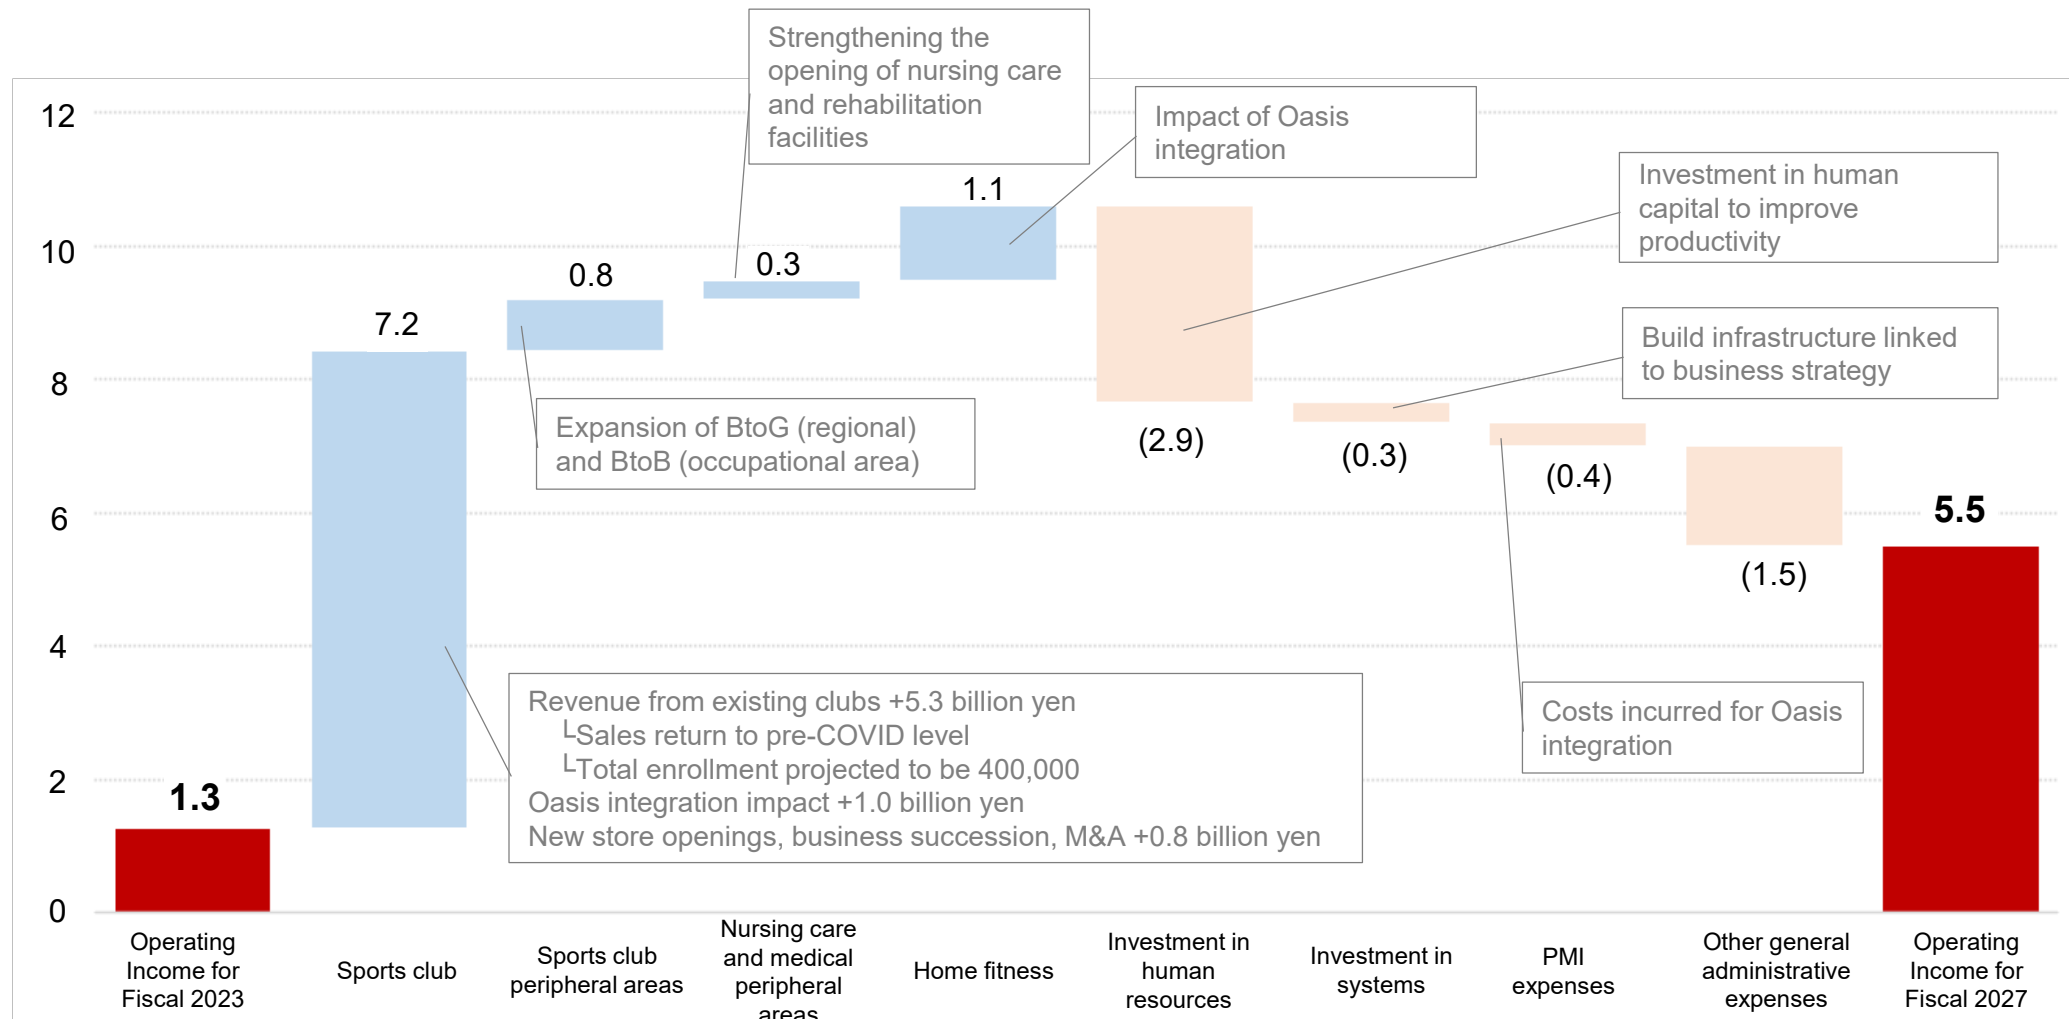 Strengthening the
opening of nursing care
and rehabilitation
facilities
Impact of Oasis
integration
Investment in human
capital to improve
productivity
Build infrastructure linked
to business strategy
12
10
8
6
4
2
0
1.3
7.2
0.8
0.3
1.1
(2.9)
(0.3)
(0.4)
(1.5)
5.5
Expansion of BtoG (regional)
and BtoB (occupational area)
Revenue from existing clubs +5.3 billion yen
└Sales return to pre-COVID level
└Total enrollment projected to be 400,000
Oasis integration impact +1.0 billion yen
New store openings, business succession, M&A +0.8 billion yen
Costs incurred for Oasis
integration
Operating
Income for
Fiscal 2023
Sports club
Sports club
peripheral areas
Nursing care
and medical
peripheral
areas
Home fitness
Investment in
human
resources
Investment in
systems
PMI
expenses
Other general
administrative
expenses
Operating
Income for
Fiscal 2027